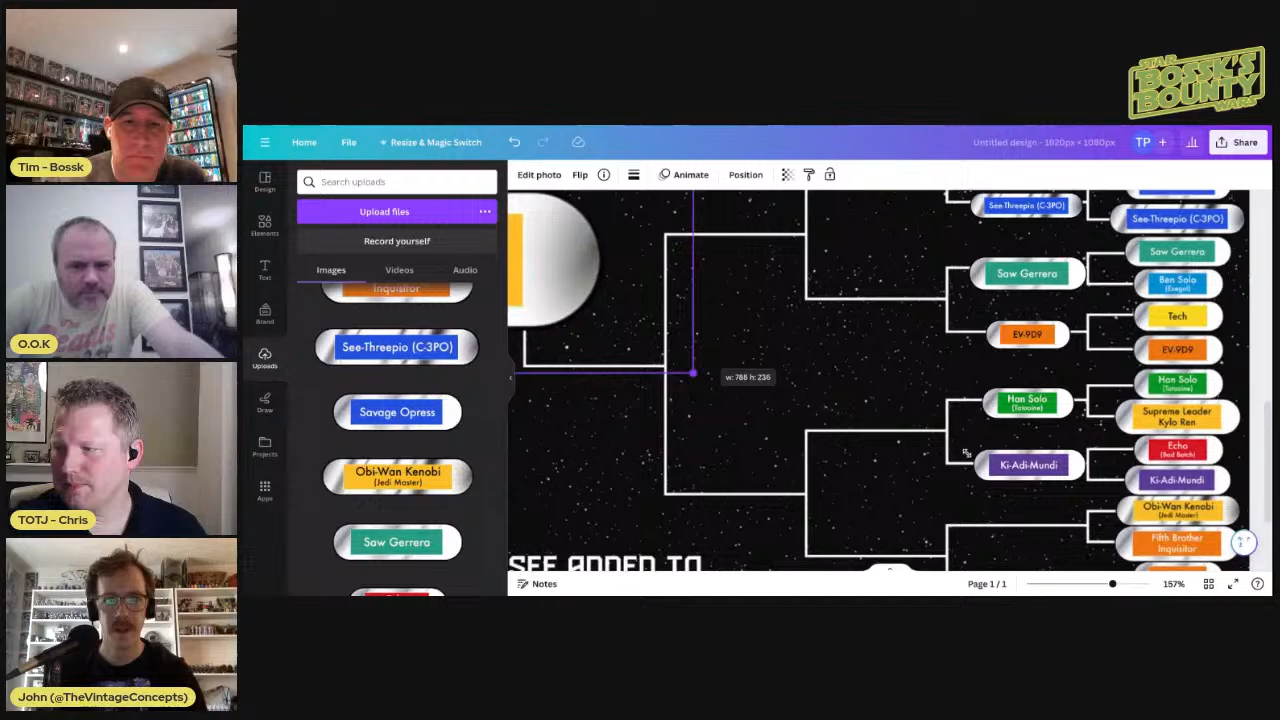 STAR
BOSSK'S
BOUNTY
WARS
Tim - Bossk
O.O.K
TOTJ - Chris
John (@TheVintageConcepts)
Home
File
Resize & Magic Switch
Untitled design - 1920px × 1080px
TP
+
Share
Design
Elements
Text
Brand
Uploads
Draw
Projects
Apps
Search uploads
Upload files
Record yourself
Images
Videos
Audio
Inquisitor
See-Threepio (C-3PO)
Savage Opress
Obi-Wan Kenobi
(Jedi Master)
Saw Gerrera
Edit photo
Flip
Animate
Position
w: 788 h: 236
See-Threepio (C-3PO)
See-Threepio (C-3PO)
Saw Gerrera
Saw Gerrera
Ben Solo
(Exegol)
Tech
EV-9D9
EV-9D9
Han Solo
(Tatooine)
Han Solo
(Tatooine)
Supreme Leader
Kylo Ren
Echo
(Bad Batch)
Ki-Adi-Mundi
Ki-Adi-Mundi
Obi-Wan Kenobi
(Jedi Master)
Fifth Brother
Inquisitor
SEE ADDED TO
Notes
Page 1 / 1
157%